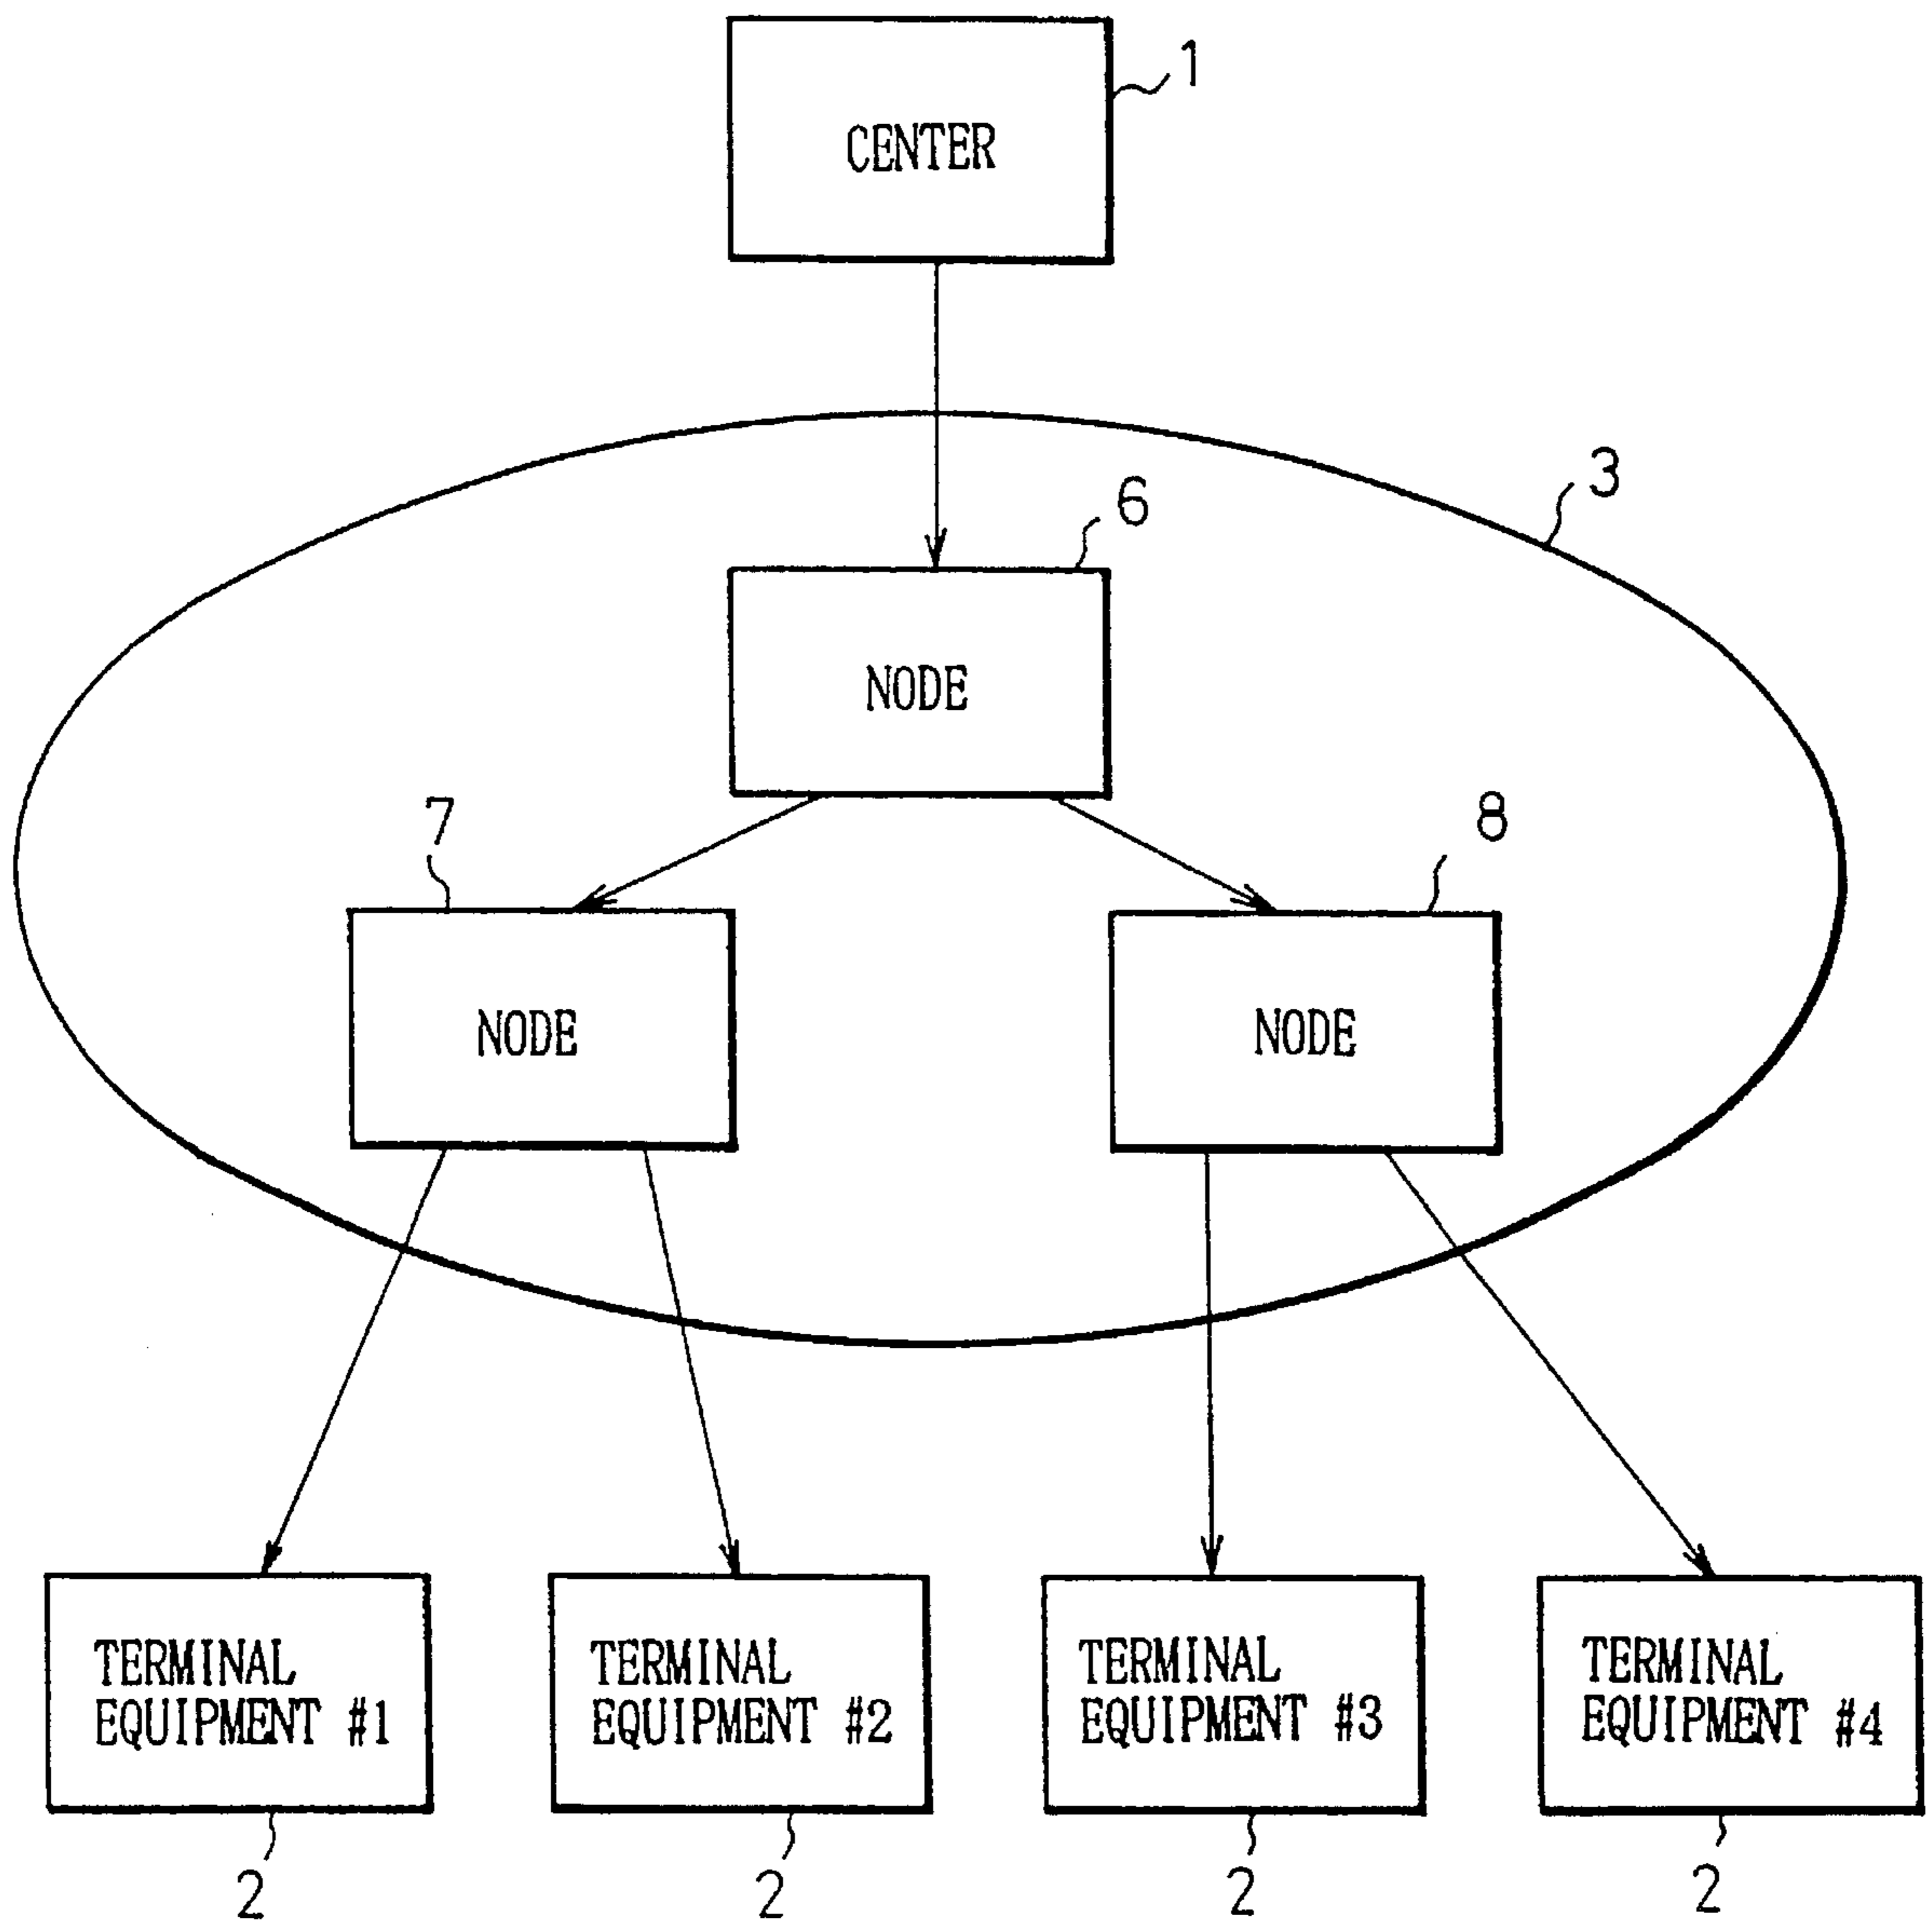 1
CENTER
3
6
NODE
7
8
NODE
NODE
TERMINAL
EQUIPMENT #1
TERMINAL
EQUIPMENT #2
TERMINAL
EQUIPMENT #3
TERMINAL
EQUIPMENT #4
2
2
2
2